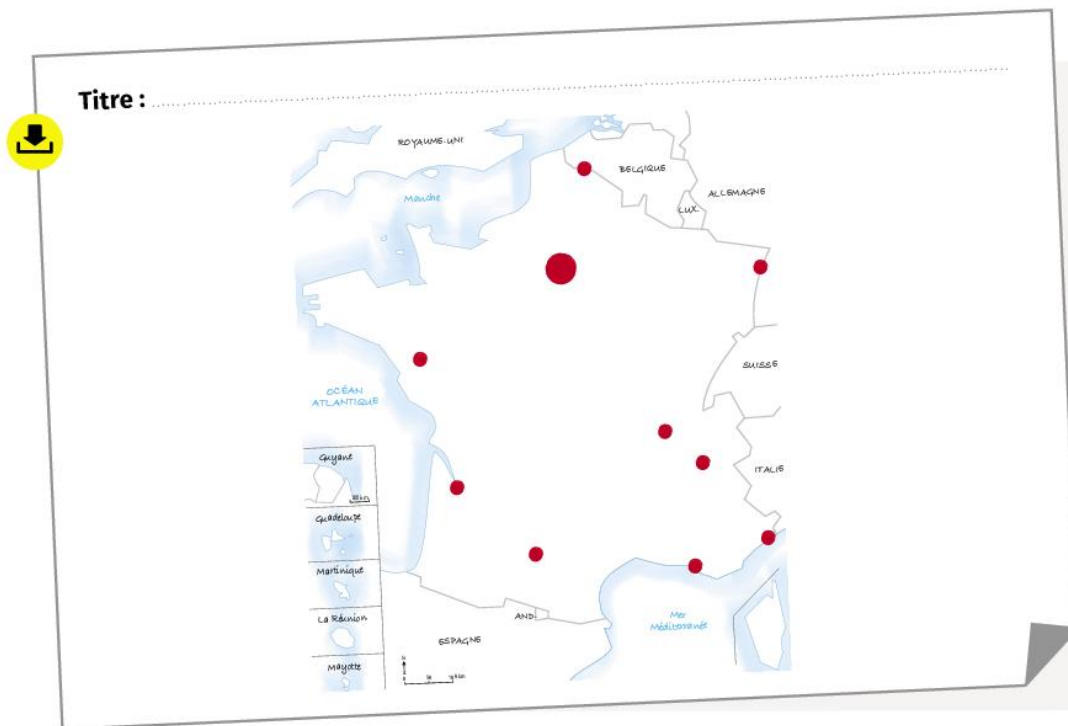 Titre :
ROYAUME-UNI
BELGIQUE
ALLEMAGNE
LUX.
Manche
SUISSE
OCÉAN
ATLANTIQUE
ITALIE
Guyane
Guadeloupe
Martinique
La Réunion
Mayotte
AND.
ESPAGNE
Mer
Méditerranée
N